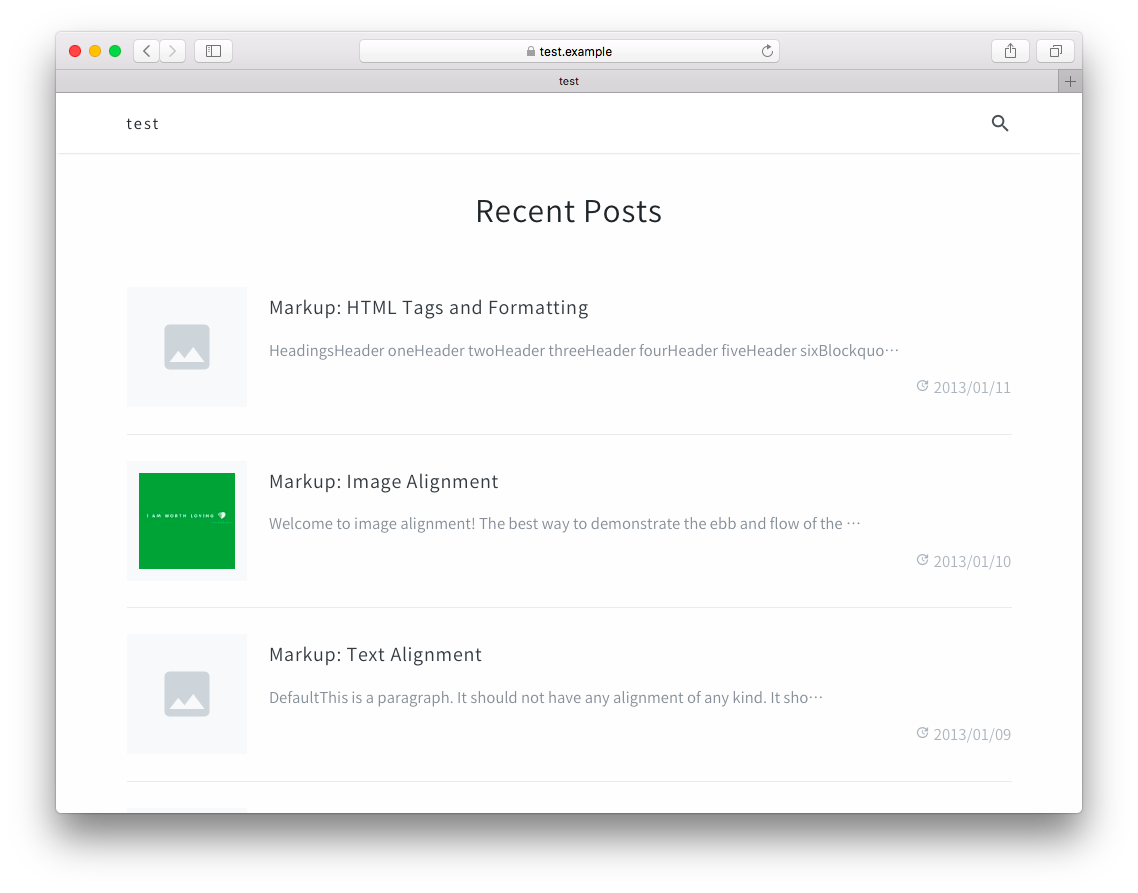 test.example
test
test
Recent Posts
Markup: HTML Tags and Formatting
HeadingsHeader oneHeader twoHeader threeHeader fourHeader fiveHeader sixBlockquo…
2013/01/11
I AM WORTH LOVING
Markup: Image Alignment
Welcome to image alignment! The best way to demonstrate the ebb and flow of the …
2013/01/10
Markup: Text Alignment
DefaultThis is a paragraph. It should not have any alignment of any kind. It sho…
2013/01/09